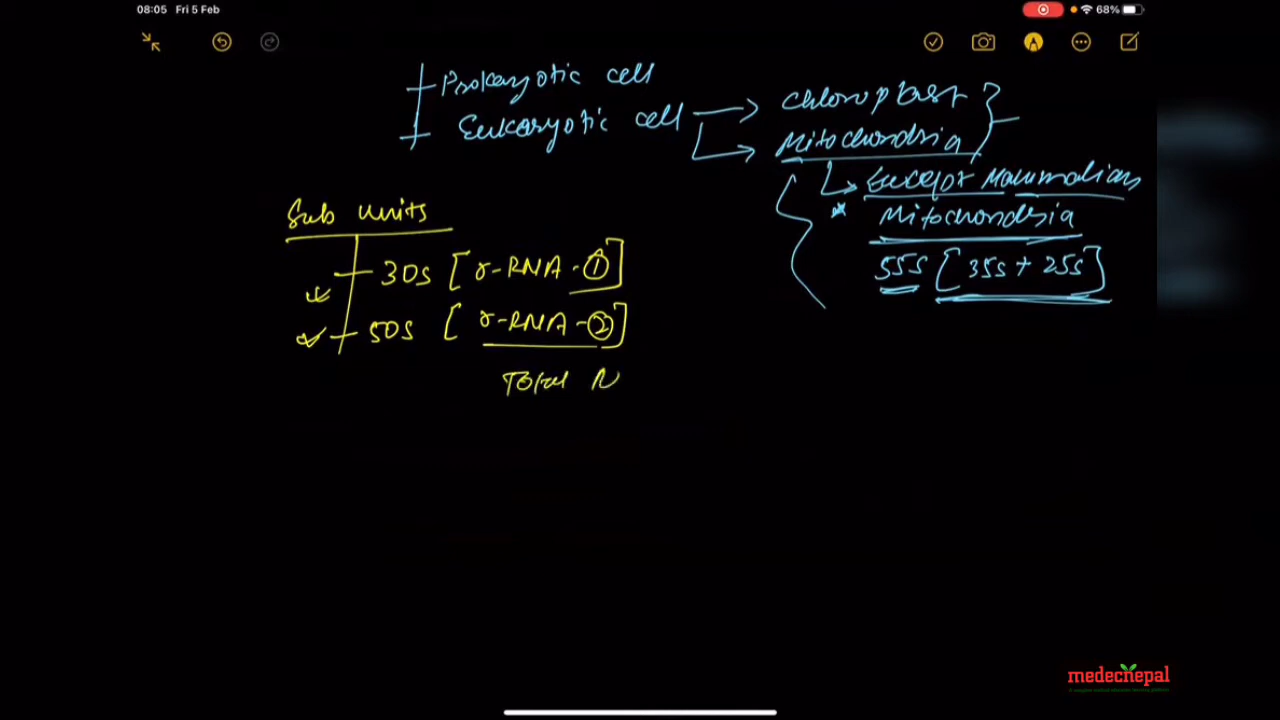 08:05 Fri 5 Feb
68%
Prokaryotic cell
Eukaryotic cell
Chloroplast
Mitochondria
Except Mammalian
Mitochondria
55s [35s + 25s]
Sub units
30s [r-RNA-1]
50s [r-RNA-2]
Total N
medecnepal